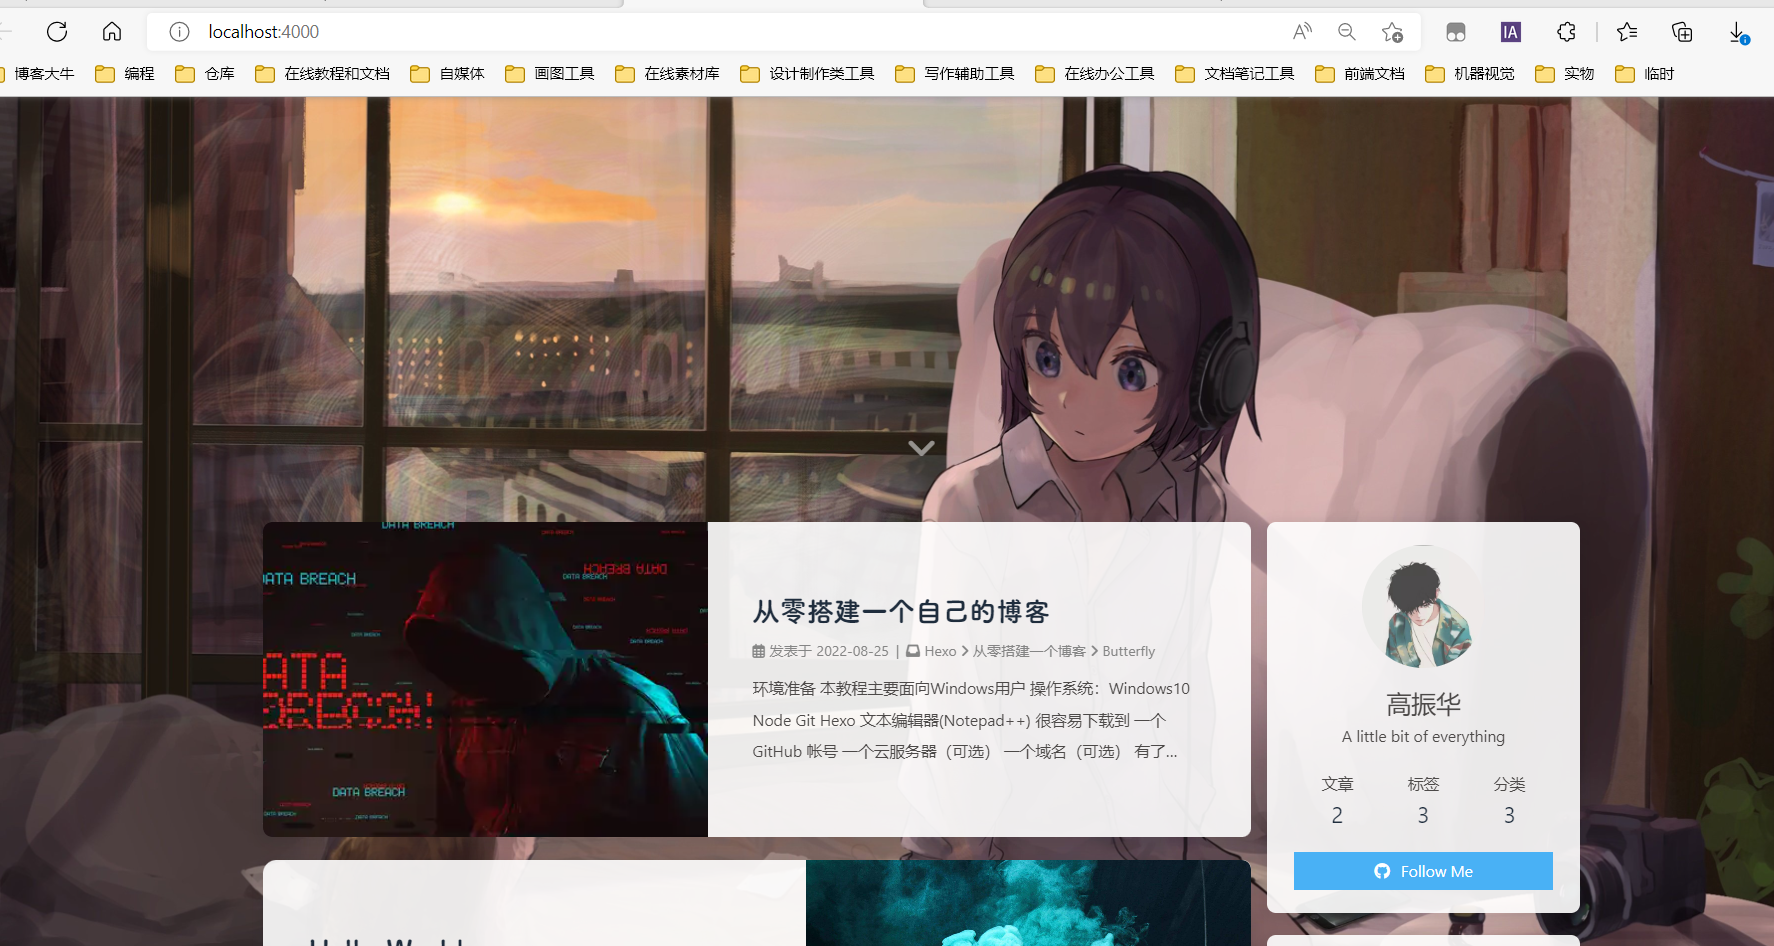 localhost:4000
IA
博客大牛 编程 仓库 在线教程和文档 自媒体 画图工具 在线素材库 设计制作类工具 写作辅助工具 在线办公工具 文档笔记工具 前端文档 机器视觉 实物 临时
DATA BREACH
DATA BREACH
DATA BREACH
DATA BREACH
DATA
DATA BREACH
从零搭建一个自己的博客
发表于 2022-08-25 | Hexo > 从零搭建一个博客 > Butterfly
环境准备 本教程主要面向Windows用户 操作系统：Windows10
Node Git Hexo 文本编辑器(Notepad++) 很容易下载到 一个
GitHub 帐号 一个云服务器（可选） 一个域名（可选） 有了...
高振华
A little bit of everything
文章 标签 分类
2 3 3
Follow Me
Hello World